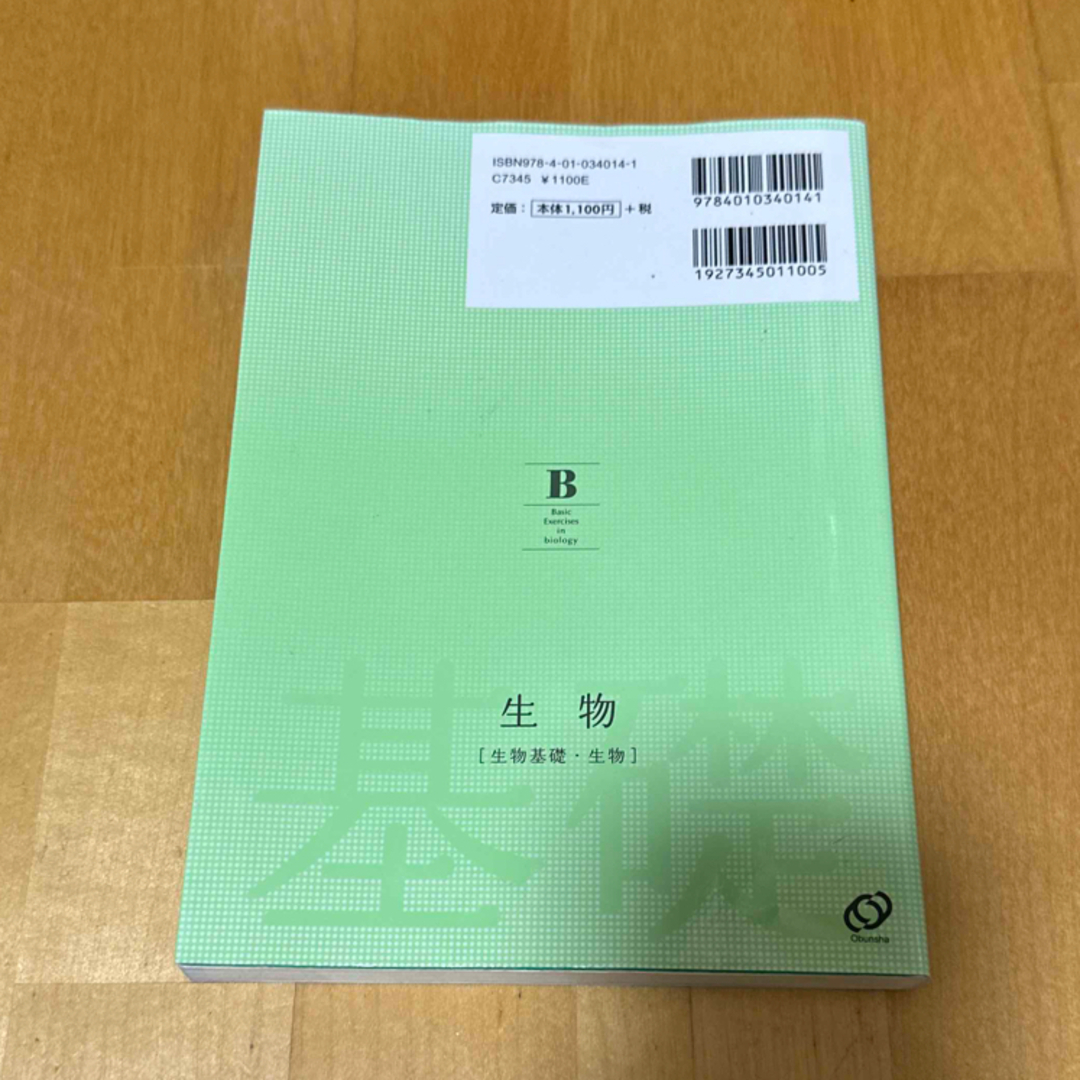 ISBN978-4-01-034014-1
C7345 ¥1100E
定価：本体1,100円＋税
9784010340141
1927345011005
B
Basic
Exercises
in
biology
生物
[生物基礎・生物]
基礎
Obunsha